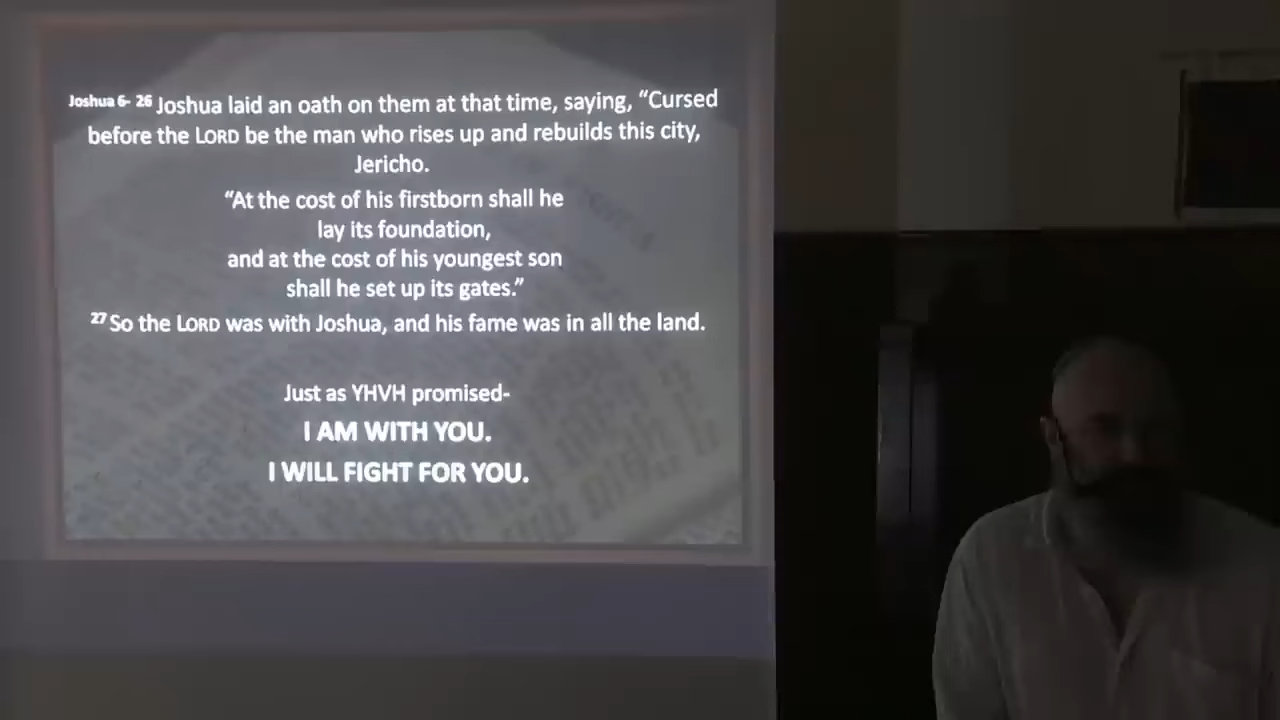 Joshua 6- 26 Joshua laid an oath on them at that time, saying, “Cursed
before the LORD be the man who rises up and rebuilds this city,
Jericho.
“At the cost of his firstborn shall he
lay its foundation,
and at the cost of his youngest son
shall he set up its gates.”
27 So the LORD was with Joshua, and his fame was in all the land.
Just as YHVH promised-
I AM WITH YOU.
I WILL FIGHT FOR YOU.